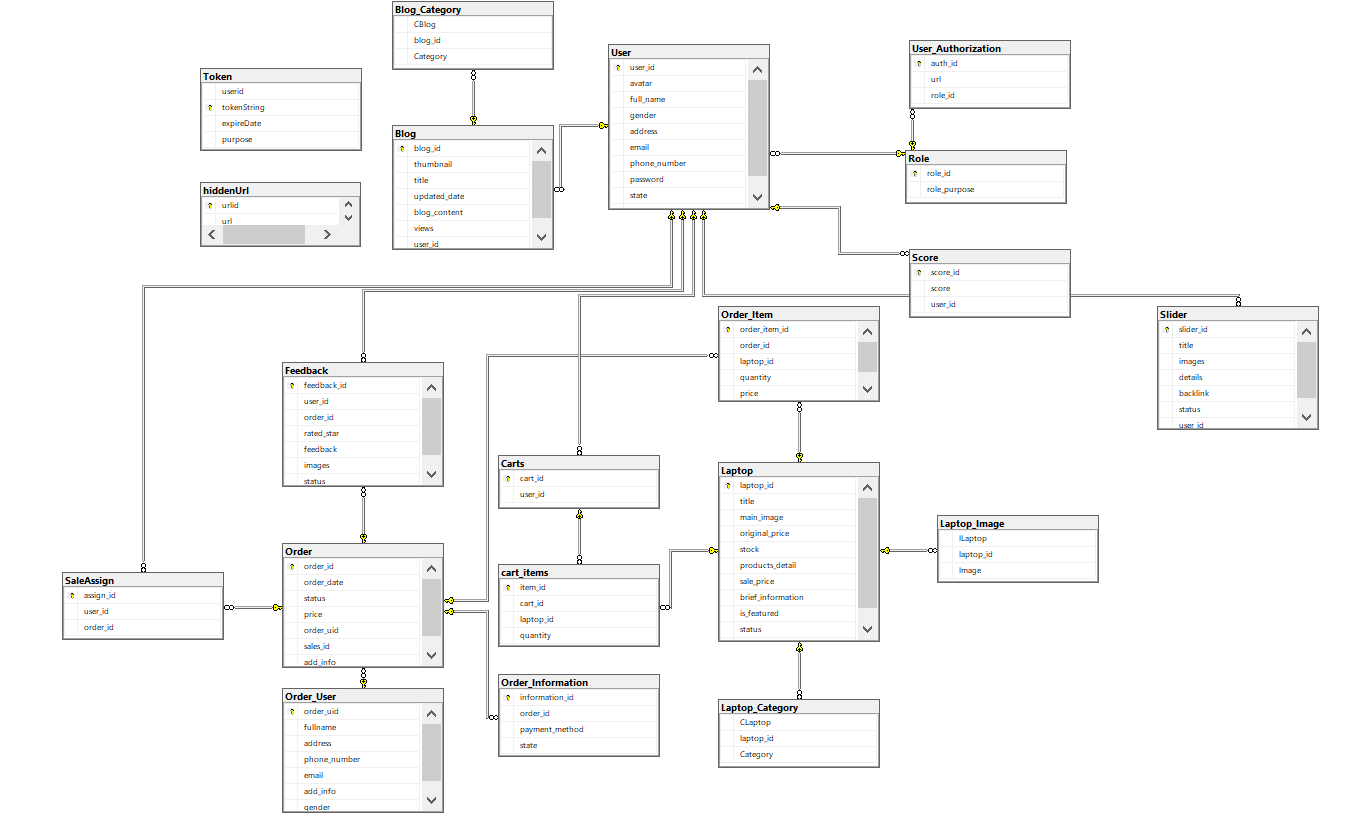 Blog_Category
CBlog
blog_id
Category
User
user_id
avatar
full_name
gender
address
email
phone_number
password
state
User_Authorization
auth_id
url
role_id
Token
userid
tokenString
expireDate
purpose
Blog
blog_id
thumbnail
title
updated_date
blog_content
views
user_id
Role
role_id
role_purpose
hiddenUrl
urlid
url
Score
score_id
score
user_id
Order_Item
order_item_id
order_id
laptop_id
quantity
price
Slider
slider_id
title
images
details
backlink
status
user_id
Feedback
feedback_id
user_id
order_id
rated_star
feedback
images
status
Carts
cart_id
user_id
Laptop
laptop_id
title
main_image
original_price
stock
products_detail
sale_price
brief_information
is_featured
status
Laptop_Image
ILaptop
laptop_id
Image
Order
order_id
order_date
status
price
order_uid
sales_id
add_info
cart_items
item_id
cart_id
laptop_id
quantity
SaleAssign
assign_id
user_id
order_id
Order_User
order_uid
fullname
address
phone_number
email
add_info
gender
Order_Information
information_id
order_id
payment_method
state
Laptop_Category
CLaptop
laptop_id
Category